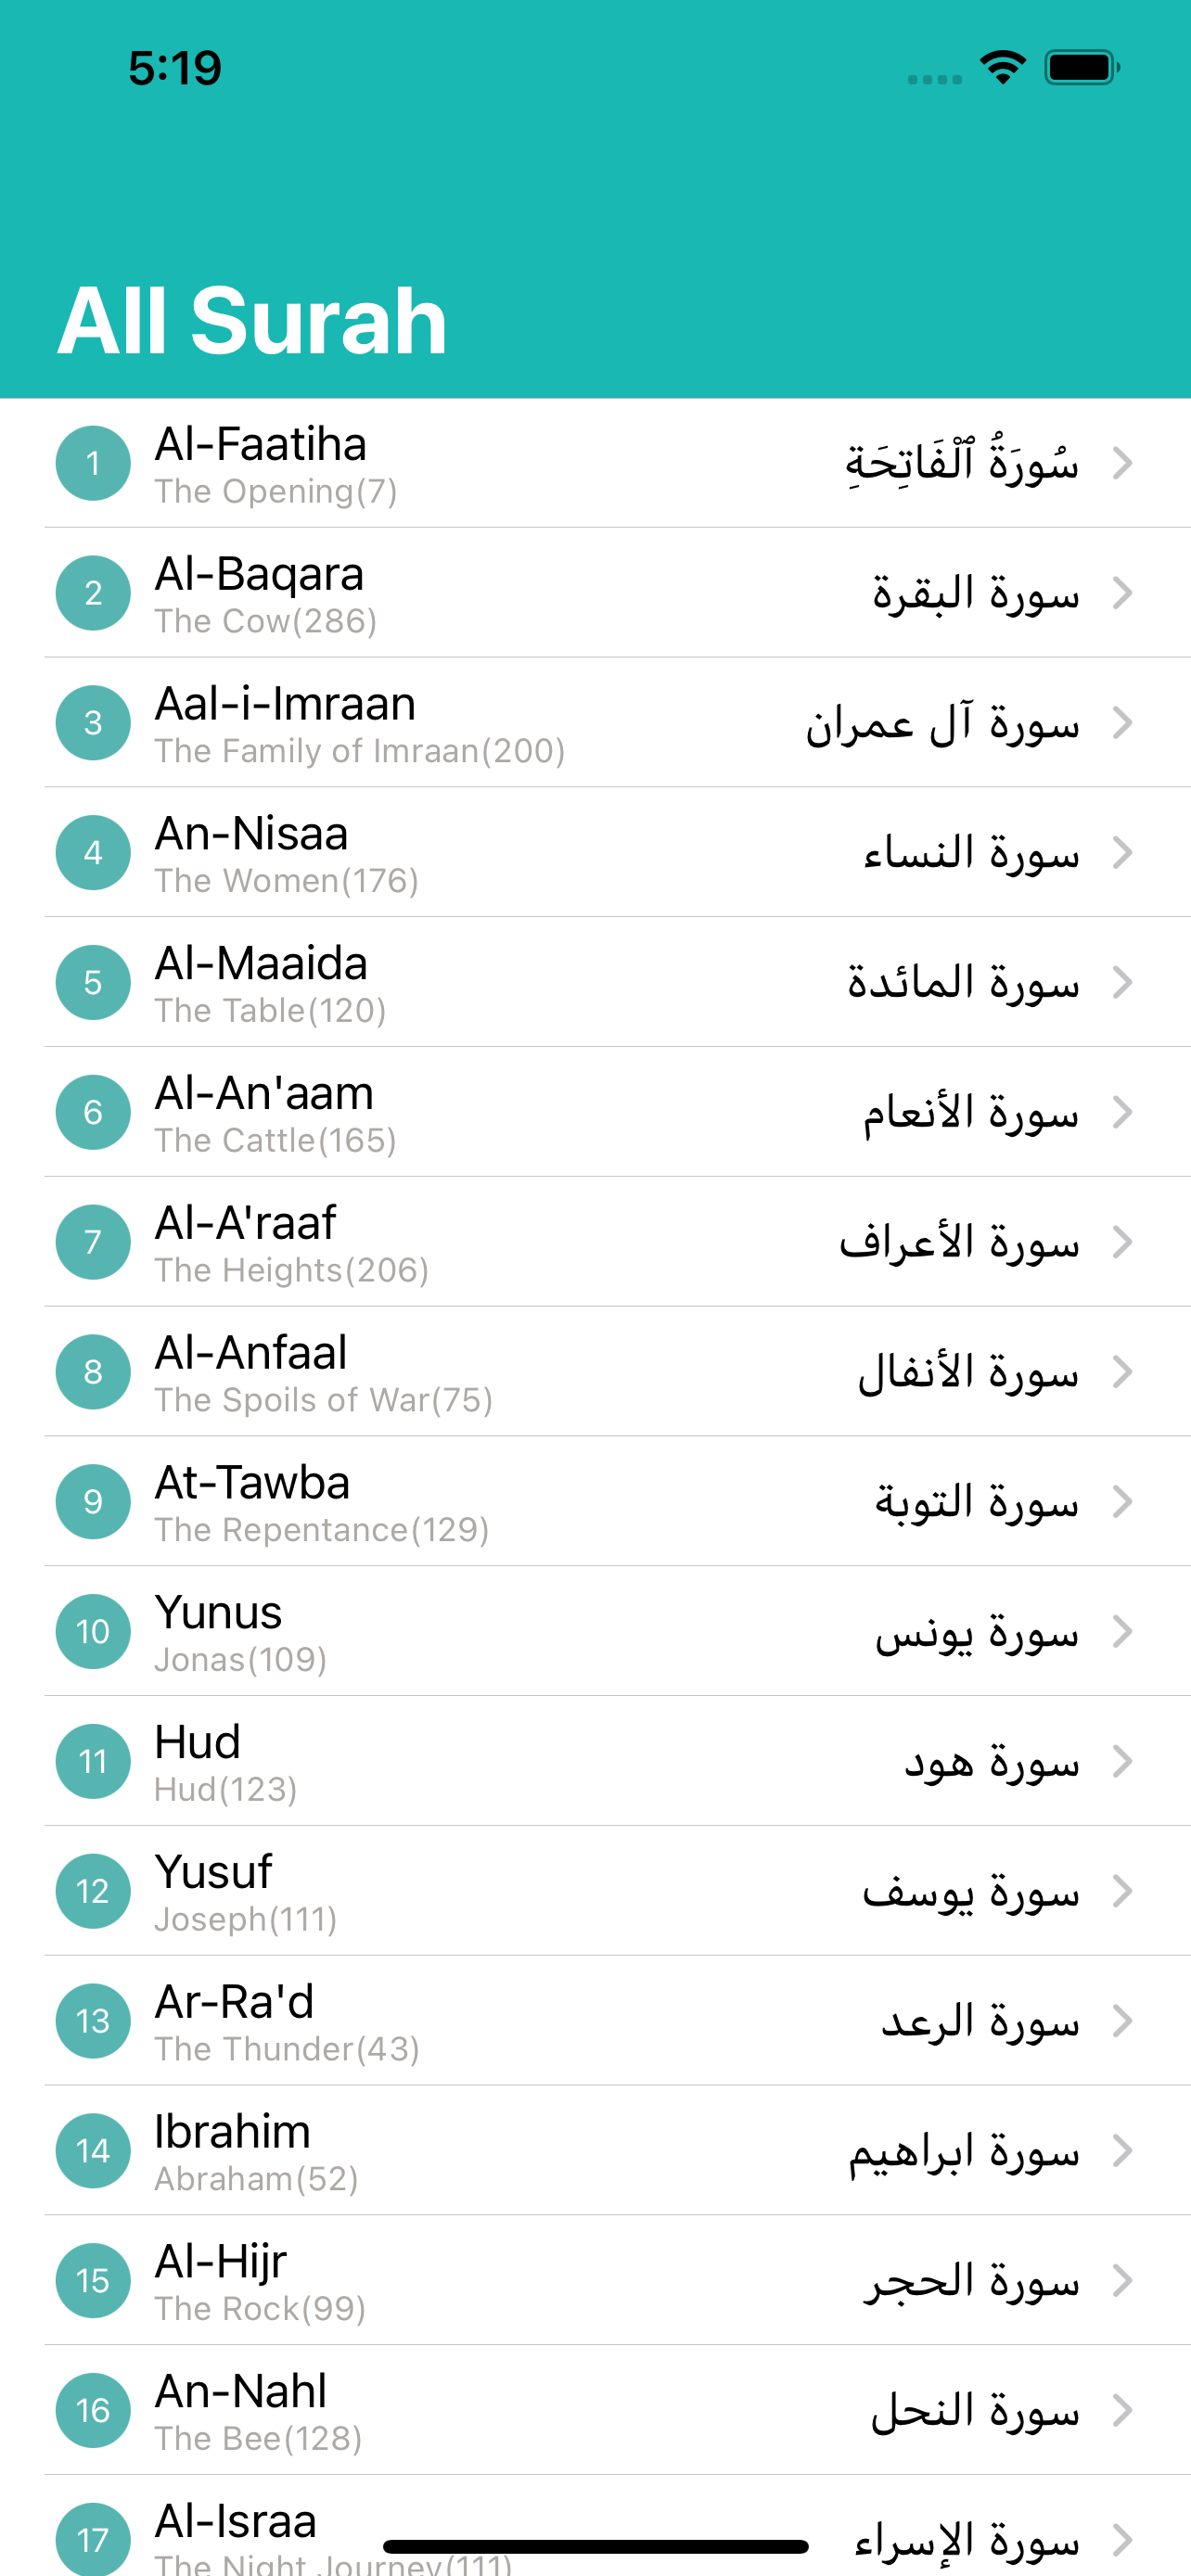 5:19
All Surah
1 Al-Faatiha سُورَةُ ٱلْفَاتِحَةِ
The Opening(7)
2 Al-Baqara سورة البقرة
The Cow(286)
3 Aal-i-Imraan سورة آل عمران
The Family of Imraan(200)
4 An-Nisaa سورة النساء
The Women(176)
5 Al-Maaida سورة المائدة
The Table(120)
6 Al-An'aam سورة الأنعام
The Cattle(165)
7 Al-A'raaf سورة الأعراف
The Heights(206)
8 Al-Anfaal سورة الأنفال
The Spoils of War(75)
9 At-Tawba سورة التوبة
The Repentance(129)
10 Yunus سورة يونس
Jonas(109)
11 Hud سورة هود
Hud(123)
12 Yusuf سورة يوسف
Joseph(111)
13 Ar-Ra'd سورة الرعد
The Thunder(43)
14 Ibrahim سورة ابراهيم
Abraham(52)
15 Al-Hijr سورة الحجر
The Rock(99)
16 An-Nahl سورة النحل
The Bee(128)
17 Al-Israa سورة الإسراء
The Night Journey(111)